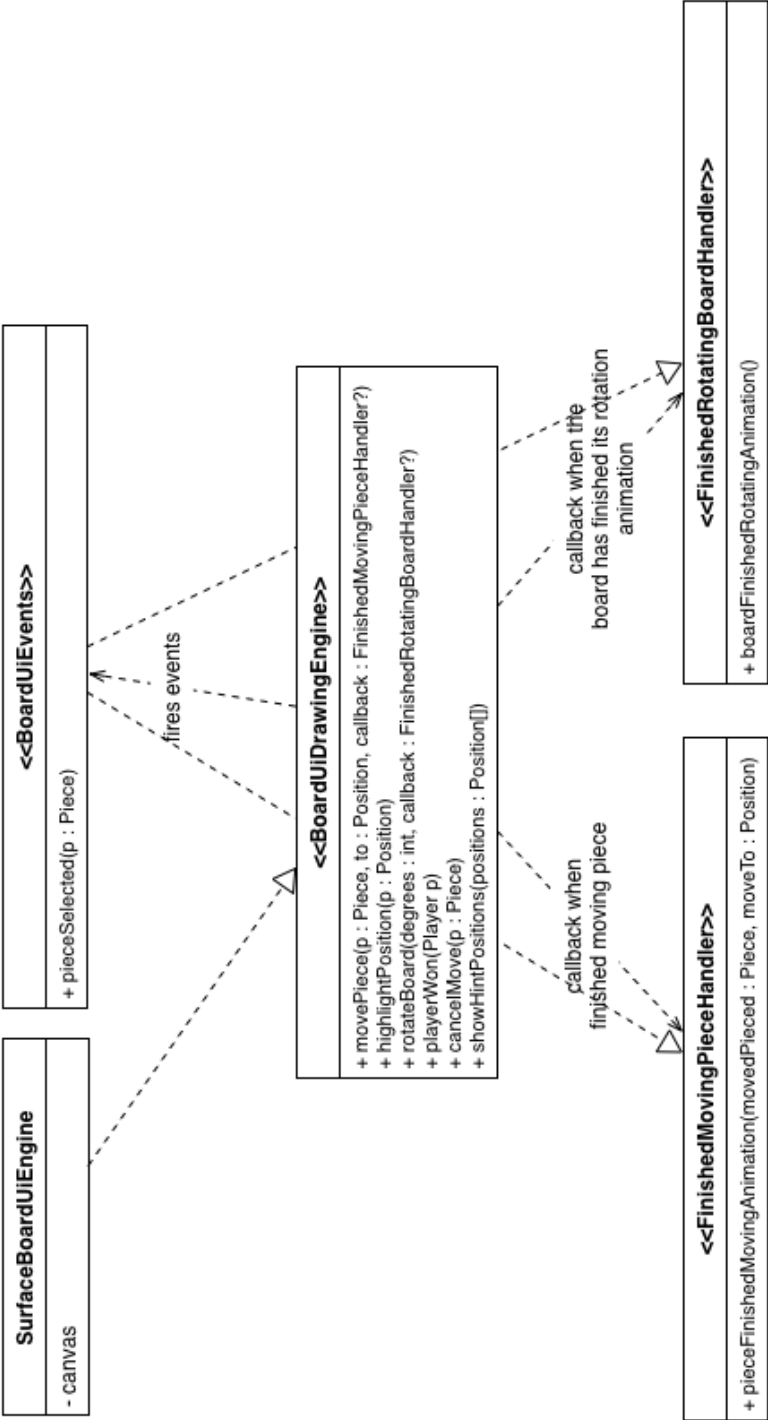 SurfaceBoardUiEngine
- canvas
<<BoardUiEvents>>
+ pieceSelected(p : Piece)
fires events
<<BoardUiDrawingEngine>>
+ movePiece(p : Piece, to : Position, callback : FinishedMovingPieceHandler?)
+ highlightPosition(p : Position)
+ rotateBoard(degrees : int, callback : FinishedRotatingBoardHandler?)
+ playerWon(Player p)
+ cancelMove(p : Piece)
+ showHintPositions(positions : Position[])
callback when
finished moving piece
callback when the
board has finished its rotation
animation
<<FinishedMovingPieceHandler>>
+ pieceFinishedMovingAnimation(movedPieced : Piece, moveTo : Position)
<<FinishedRotatingBoardHandler>>
+ boardFinishedRotatingAnimation()